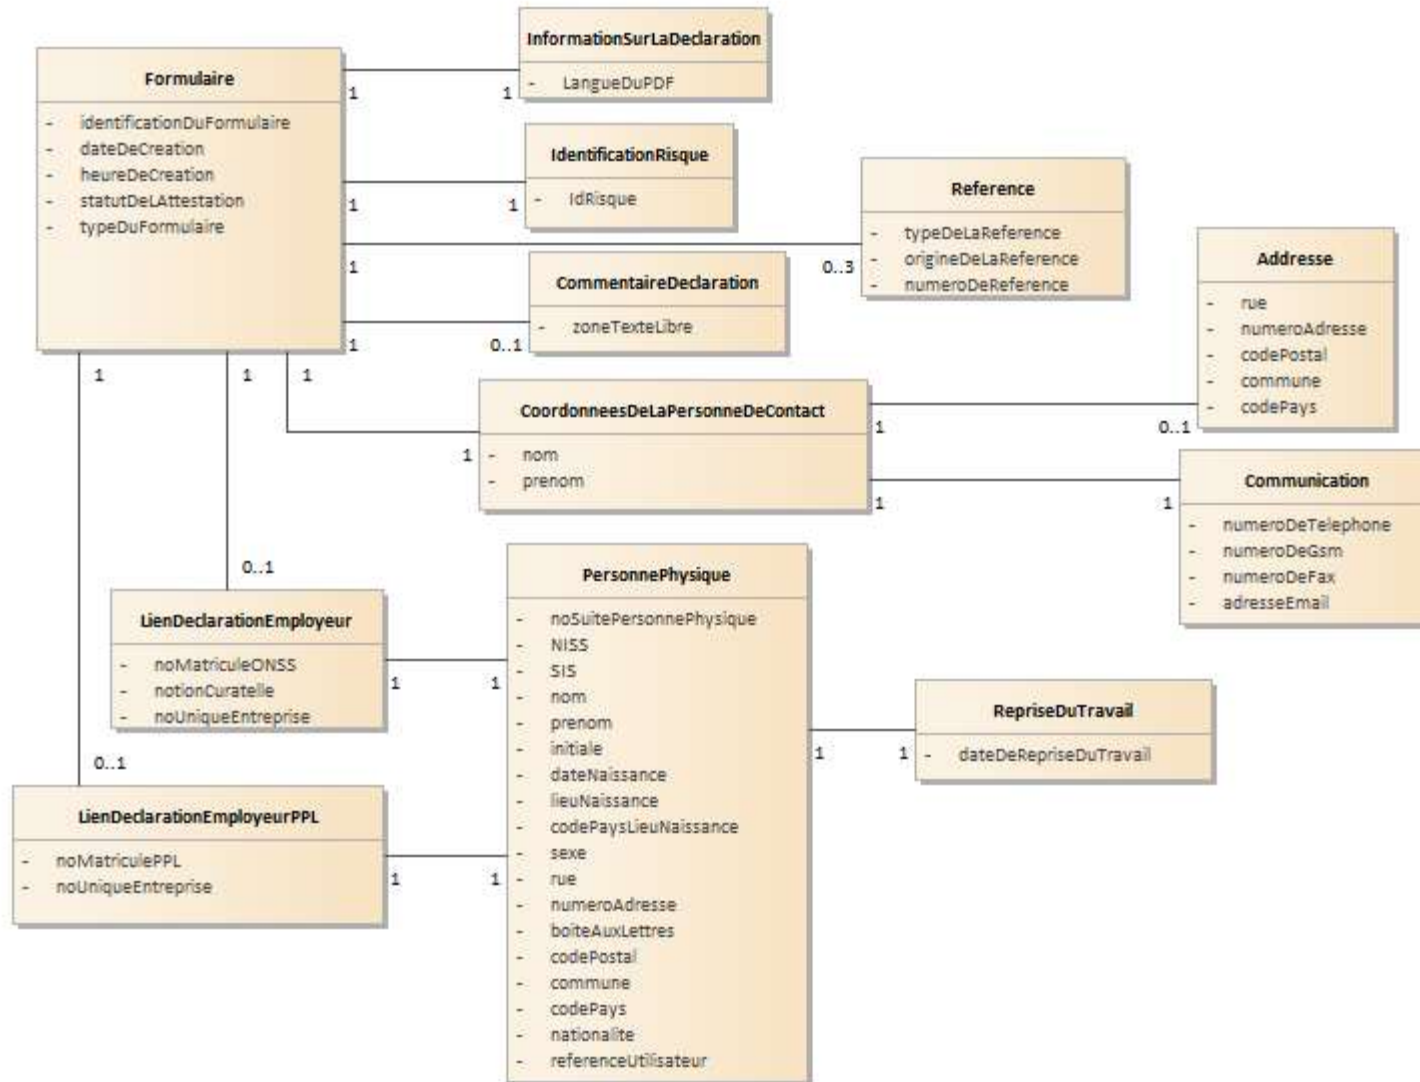 Formulaire
- identificationDuFormulaire
- dateDeCreation
- heureDeCreation
- statutDeLAttestation
- typeDuFormulaire
InformationSurLaDeclaration
- LangueDuPDF
1
1
IdentificationRisque
- IdRisque
1
1
Reference
- typeDeLaReference
- origineDeLaReference
- numeroDeReference
1
0..3
CommentaireDeclaration
- zoneTexteLibre
1
0..1
Addresse
- rue
- numeroAdresse
- codePostal
- commune
- codePays
1
1
1
CoordonneesDeLaPersonneDeContact
- nom
- prenom
1
1
0..1
Communication
- numeroDeTelephone
- numeroDeGsm
- numeroDeFax
- adresseEmail
1
1
0..1
LienDeclarationEmployeur
- noMatriculeONSS
- notionCuratelle
- noUniqueEntreprise
1
1
PersonnePhysique
- noSuitePersonnePhysique
- NISS
- SIS
- nom
- prenom
- initiale
- dateNaissance
- lieuNaissance
- codePaysLieuNaissance
- sexe
- rue
- numeroAdresse
- boiteAuxLettres
- codePostal
- commune
- codePays
- nationalite
- referenceUtilisateur
RepriseDuTravail
- dateDeRepriseDuTravail
1
1
0..1
LienDeclarationEmployeurPPL
- noMatriculePPL
- noUniqueEntreprise
1
1